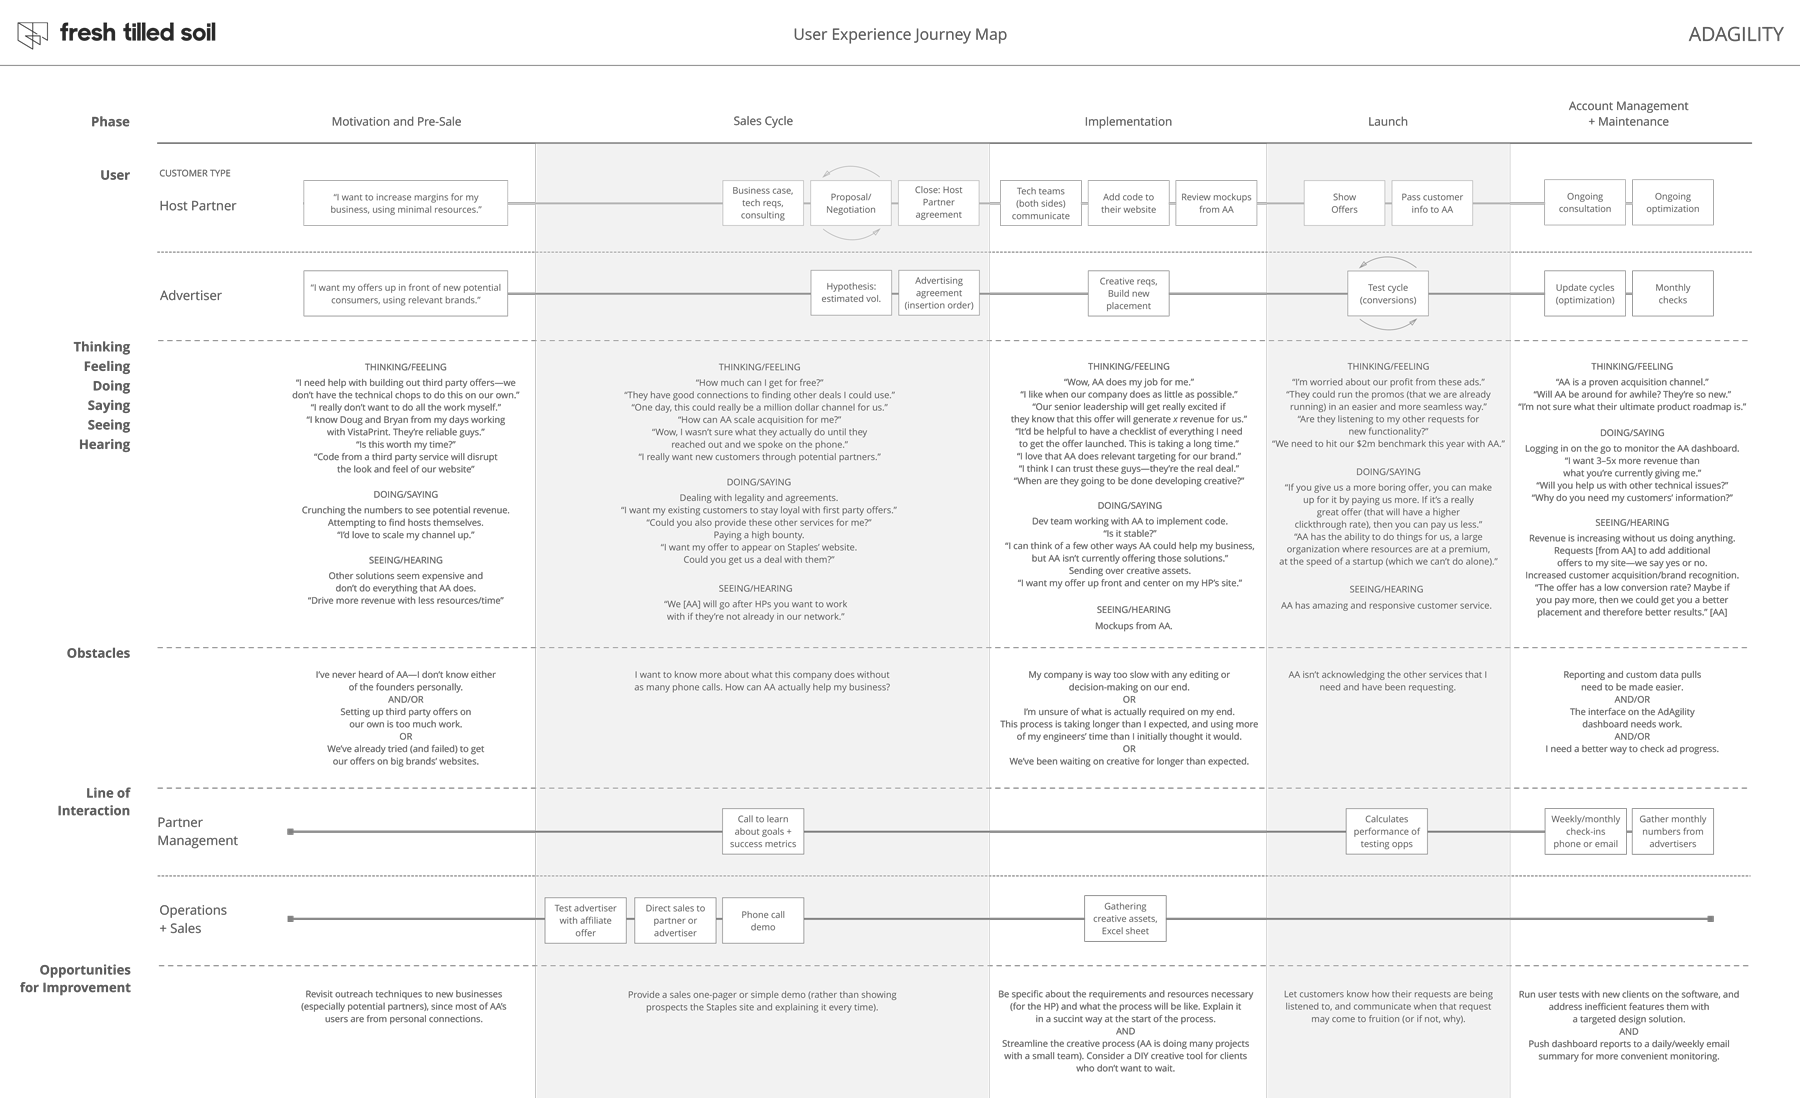 fresh tilled soil
User Experience Journey Map
ADAGILITY
Phase
Motivation and Pre-Sale
Sales Cycle
Implementation
Launch
Account Management
+ Maintenance
User
CUSTOMER TYPE
Host Partner
“I want to increase margins for my
business, using minimal resources.”
Business case,
tech reqs,
consulting
Proposal/
Negotiation
Close: Host
Partner
agreement
Tech teams
(both sides)
communicate
Add code to
their website
Review mockups
from AA
Show
Offers
Pass customer
info to AA
Ongoing
consultation
Ongoing
optimization
Advertiser
“I want my offers up in front of new potential
consumers, using relevant brands.”
Hypothesis:
estimated vol.
Advertising
agreement
(insertion order)
Creative reqs,
Build new
placement
Test cycle
(conversions)
Update cycles
(optimization)
Monthly
checks
Thinking
Feeling
Doing
Saying
Seeing
Hearing
THINKING/FEELING
“I need help with building out third party offers—we
don’t have the technical chops to do this on our own.”
“I really don’t want to do all the work myself.”
“I know Doug and Bryan from my days working
with VistaPrint. They’re reliable guys.”
“Is this worth my time?”
“Code from a third party service will disrupt
the look and feel of our website”
DOING/SAYING
Crunching the numbers to see potential revenue.
Attempting to find hosts themselves.
“I’d love to scale my channel up.”
SEEING/HEARING
Other solutions seem expensive and
don’t do everything that AA does.
“Drive more revenue with less resources/time”
THINKING/FEELING
“How much can I get for free?”
“They have good connections to finding other deals I could use.”
“One day, this could really be a million dollar channel for us.”
“How can AA scale acquisition for me?”
“Wow, I wasn’t sure what they actually do until they
reached out and we spoke on the phone.”
“I really want new customers through potential partners.”
DOING/SAYING
Dealing with legality and agreements.
“I want my existing customers to stay loyal with first party offers.”
“Could you also provide these other services for me?”
Paying a high bounty.
“I want my offer to appear on Staples’ website.
Could you get us a deal with them?”
SEEING/HEARING
“We [AA] will go after HPs you want to work
with if they’re not already in our network.”
THINKING/FEELING
“Wow, AA does my job for me.”
“I like when our company does as little as possible.”
“Our senior leadership will get really excited if
they know that this offer will generate x revenue for us.”
“It’d be helpful to have a checklist of everything I need
to get the offer launched. This is taking a long time.”
“I love that AA does relevant targeting for our brand.”
“I think I can trust these guys—they’re the real deal.”
“When are they going to be done developing creative?”
DOING/SAYING
Dev team working with AA to implement code.
“Is it stable?”
“I can think of a few other ways AA could help my business,
but AA isn’t currently offering those solutions.”
Sending over creative assets.
“I want my offer up front and center on my HP’s site.”
SEEING/HEARING
Mockups from AA.
THINKING/FEELING
“I’m worried about our profit from these ads.”
“They could run the promos (that we are already
running) in an easier and more seamless way.”
“Are they listening to my other requests for
new functionality?”
“We need to hit our $2m benchmark this year with AA.”
DOING/SAYING
“If you give us a more boring offer, you can make
up for it by paying us more. If it’s a really
great offer (that will have a higher
clickthrough rate), then you can pay us less.”
“AA has the ability to do things for us, a large
organization where resources are at a premium,
at the speed of a startup (which we can’t do alone).”
SEEING/HEARING
AA has amazing and responsive customer service.
THINKING/FEELING
“AA is a proven acquisition channel.”
“Will AA be around for awhile? They’re so new.”
“I’m not sure what their ultimate product roadmap is.”
DOING/SAYING
Logging in on the go to monitor the AA dashboard.
“I want 3–5x more revenue than
what you’re currently giving me.”
“Will you help us with other technical issues?”
“Why do you need my customers’ information?”
SEEING/HEARING
Revenue is increasing without us doing anything.
Requests [from AA] to add additional
offers to my site—we say yes or no.
Increased customer acquisition/brand recognition.
“The offer has a low conversion rate? Maybe if
you pay more, then we could get you a better
placement and therefore better results.” [AA]
Obstacles
I’ve never heard of AA—I don’t know either
of the founders personally.
AND/OR
Setting up third party offers on
our own is too much work.
OR
We’ve already tried (and failed) to get
our offers on big brands’ websites.
I want to know more about what this company does without
as many phone calls. How can AA actually help my business?
My company is way too slow with any editing or
decision-making on our end.
OR
I’m unsure of what is actually required on my end.
This process is taking longer than I expected, and using more
of my engineers’ time than I initially thought it would.
OR
We’ve been waiting on creative for longer than expected.
AA isn’t acknowledging the other services that I
need and have been requesting.
Reporting and custom data pulls
need to be made easier.
AND/OR
The interface on the AdAgility
dashboard needs work.
AND/OR
I need a better way to check ad progress.
Line of
Interaction
Partner
Management
Call to learn
about goals +
success metrics
Calculates
performance of
testing opps
Weekly/monthly
check-ins
phone or email
Gather monthly
numbers from
advertisers
Operations
+ Sales
Test advertiser
with affiliate
offer
Direct sales to
partner or
advertiser
Phone call
demo
Gathering
creative assets,
Excel sheet
Opportunities
for Improvement
Revisit outreach techniques to new businesses
(especially potential partners), since most of AA’s
users are from personal connections.
Provide a sales one-pager or simple demo (rather than showing
prospects the Staples site and explaining it every time).
Be specific about the requirements and resources necessary
(for the HP) and what the process will be like. Explain it
in a succint way at the start of the process.
AND
Streamline the creative process (AA is doing many projects
with a small team). Consider a DIY creative tool for clients
who don’t want to wait.
Let customers know how their requests are being
listened to, and communicate when that request
may come to fruition (or if not, why).
Run user tests with new clients on the software, and
address inefficient features them with
a targeted design solution.
AND
Push dashboard reports to a daily/weekly email
summary for more convenient monitoring.